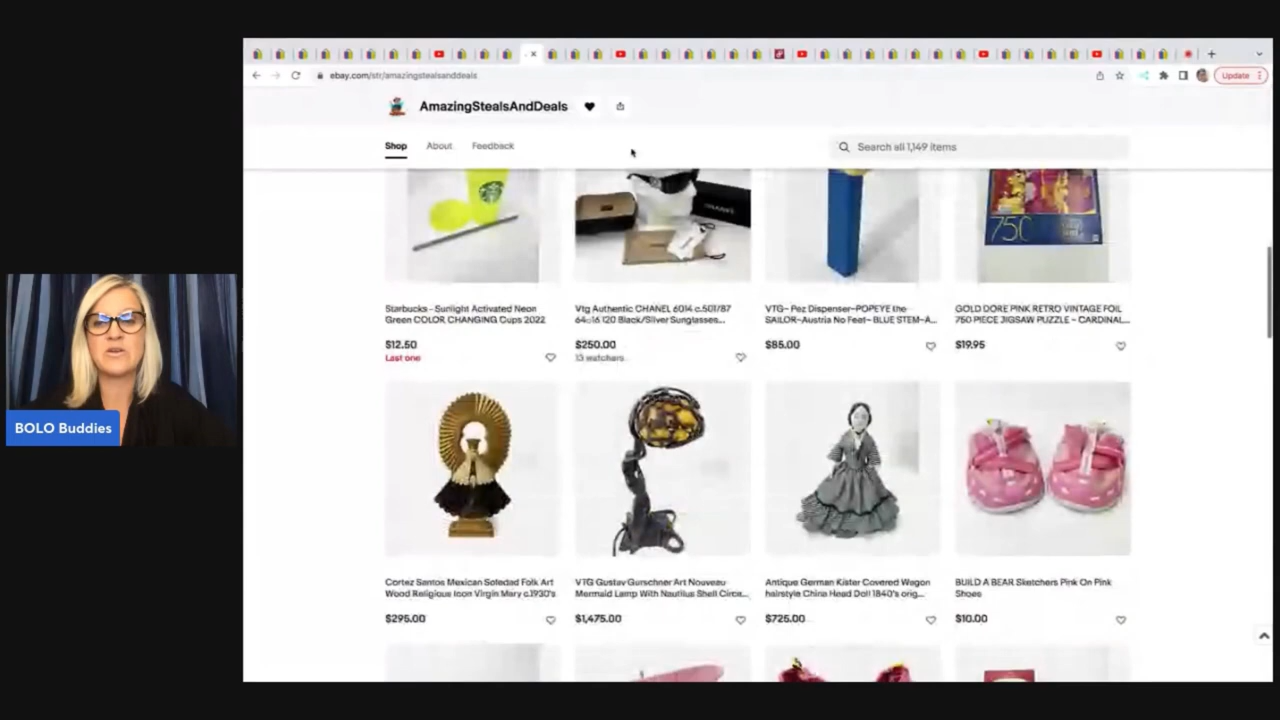 ebay.com/str/amazingstealsanddeals
Update
AmazingStealsAndDeals
Shop
About
Feedback
Search all 1,149 items
750
Starbucks - Sunlight Activated Neon
Green COLOR CHANGING Cups 2022
$12.50
Last one
Vtg Authentic CHANEL 6014 c.501/87
64□16 120 Black/Silver Sunglasses...
$250.00
13 watchers
VTG~ Pez Dispenser~POPEYE the
SAILOR~Austria No Feet~ BLUE STEM~A...
$85.00
GOLD DORE PINK RETRO VINTAGE FOIL
750 PIECE JIGSAW PUZZLE ~ CARDINAL...
$19.95
BOLO Buddies
Cortez Santos Mexican Soledad Folk Art
Wood Religious Icon Virgin Mary c.1930's
$295.00
VTG Gustav Gurschner Art Nouveau
Mermaid Lamp With Nautilus Shell Circa...
$1,475.00
Antique German Kister Covered Wagon
hairstyle China Head Doll 1840's orig...
$725.00
BUILD A BEAR Sketchers Pink On Pink
Shoes
$10.00